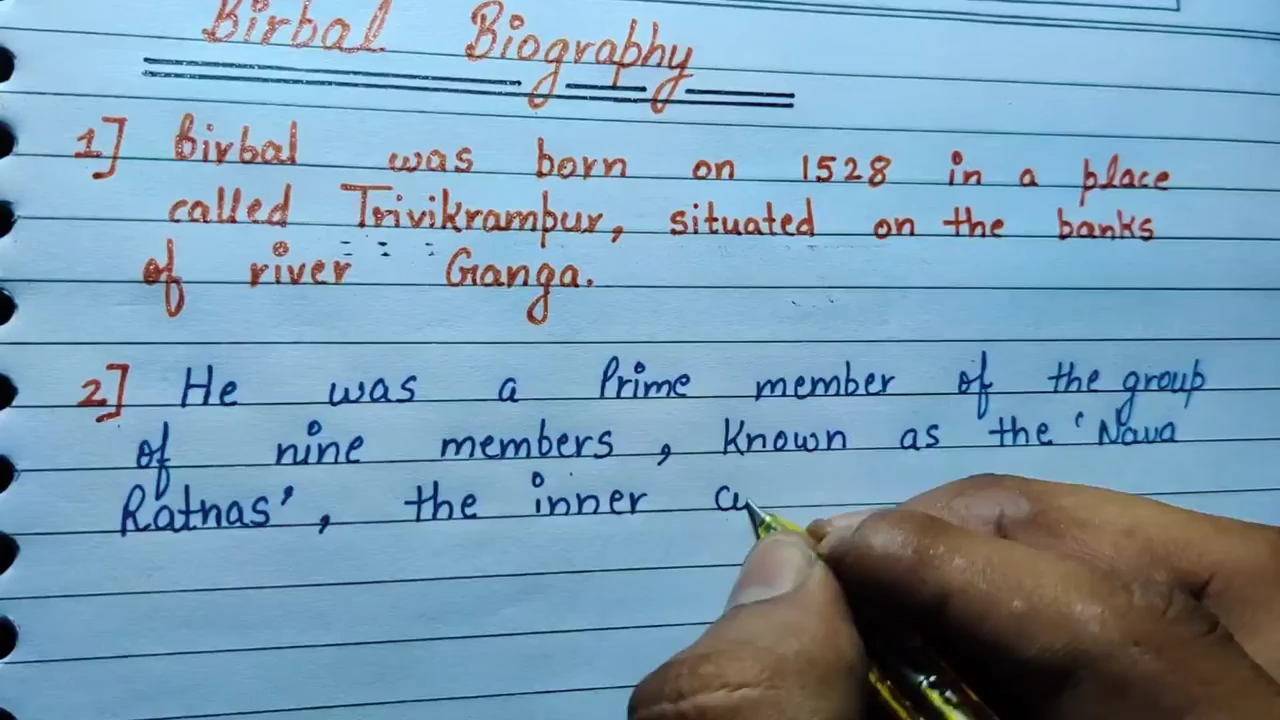 Birbal Biography
1] Birbal was born on 1528 in a place
called Trivikrampur, situated on the banks
of river Ganga.
2] He was a Prime member of the group
of nine members, Known as the 'Nava
Ratnas', the inner